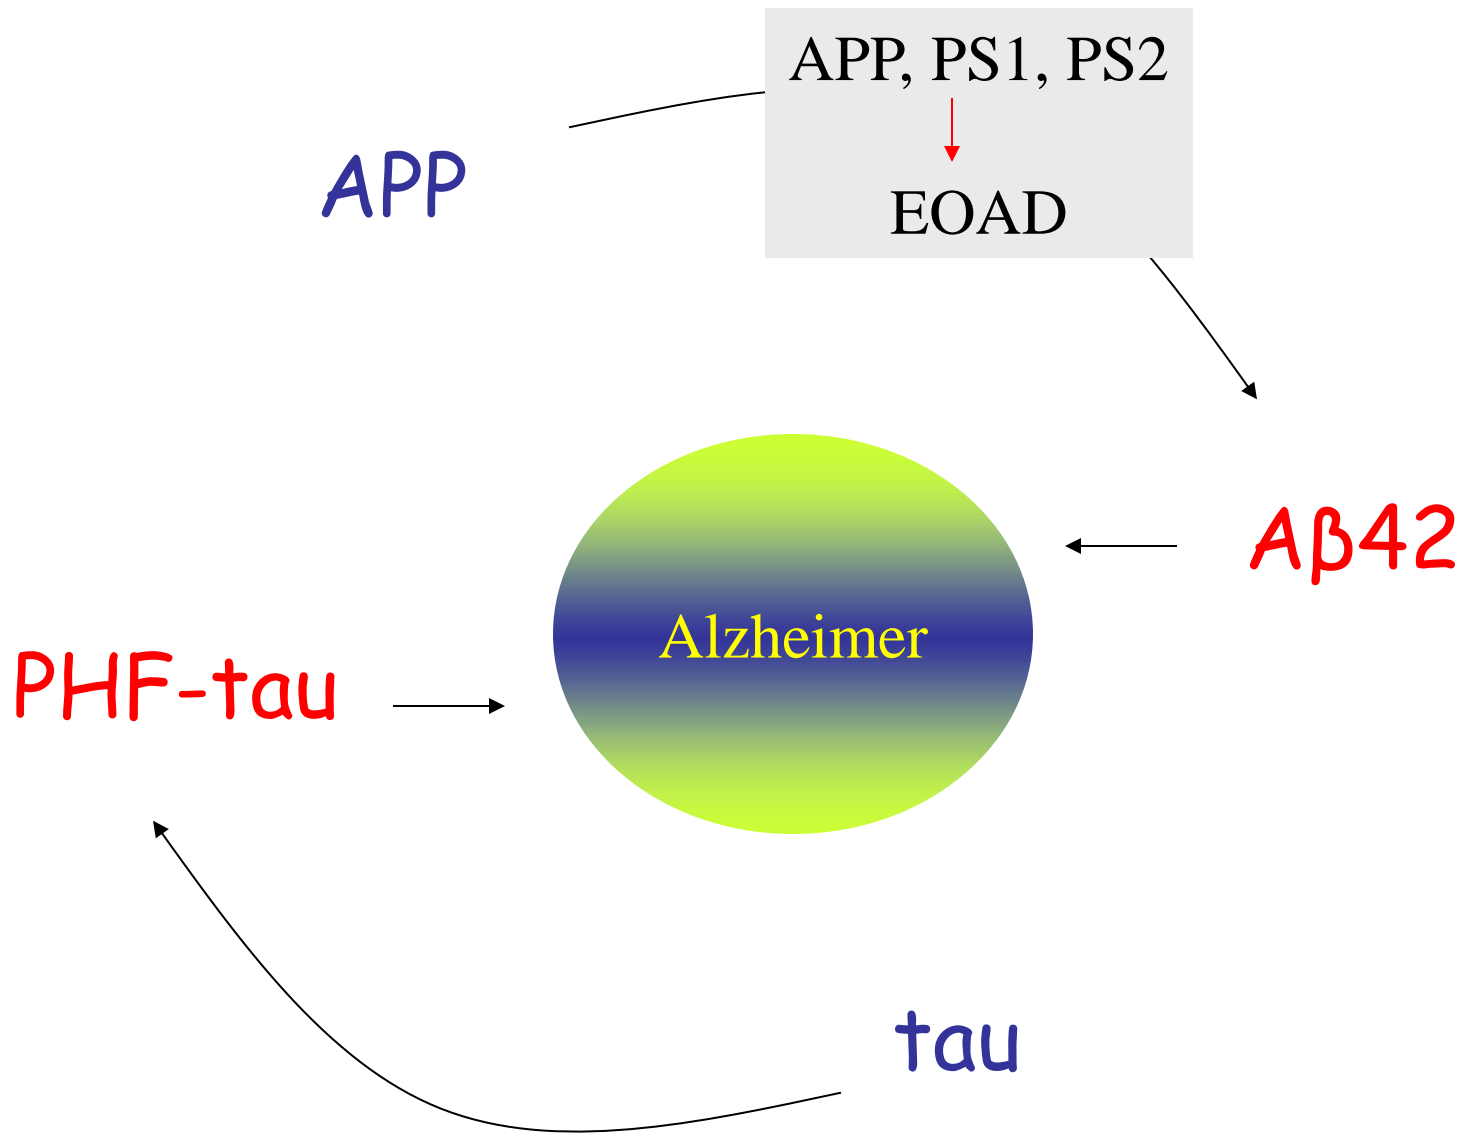 APP, PS1, PS2
APP
EOAD
Aβ42
Alzheimer
PHF-tau
tau